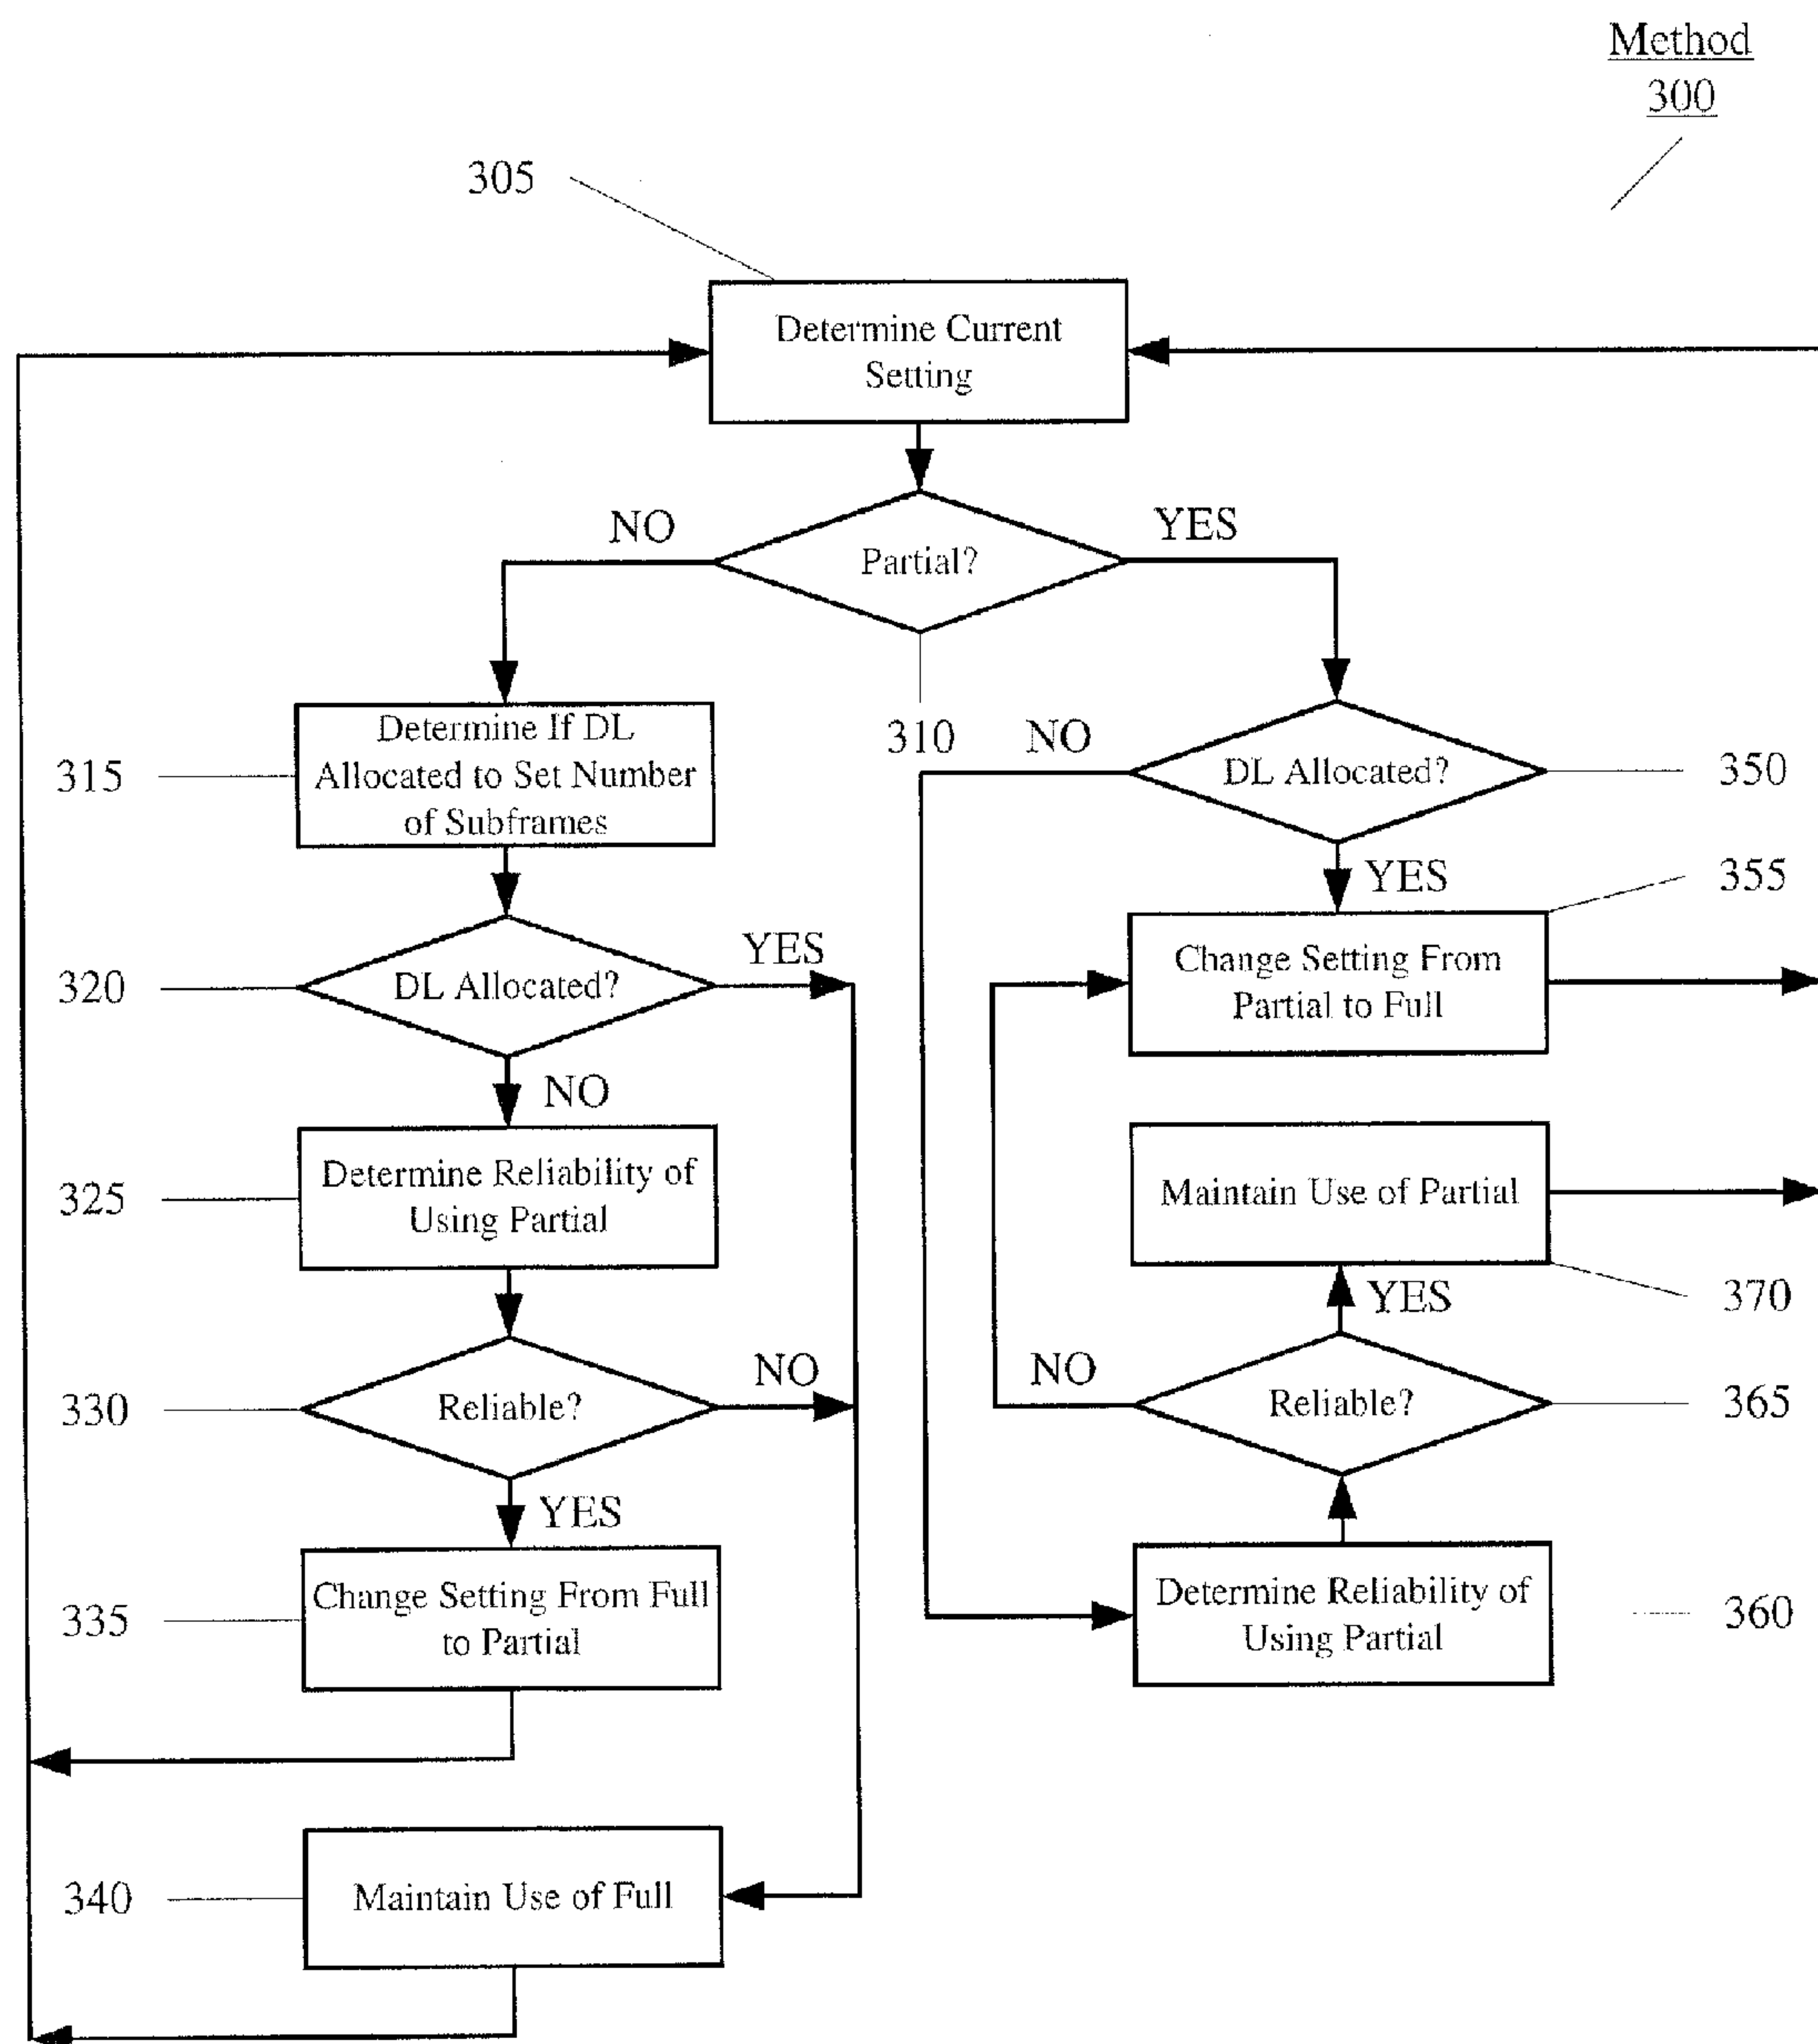 Method
300
305
Determine Current
Setting
NO
YES
Partial?
310
315
Determine If DL
Allocated to Set Number
of Subframes
NO
DL Allocated?
350
YES
355
320
DL Allocated?
YES
Change Setting From
Partial to Full
NO
325
Determine Reliability of
Using Partial
Maintain Use of Partial
370
YES
330
Reliable?
NO
NO
Reliable?
365
YES
335
Change Setting From Full
to Partial
Determine Reliability of
Using Partial
360
340
Maintain Use of Full